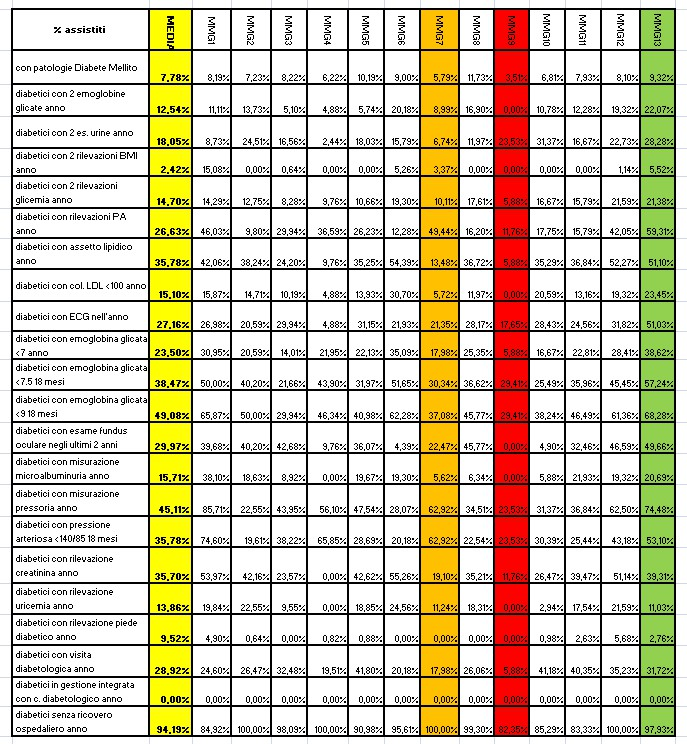 % assistiti MEDIA MMG1 MMG2 MMG3 MMG4 MMG5 MMG6 MMG7 MMG8 MMG9 MMG10 MMG11 MMG12 MMG13
con patologie Diabete Mellito 7,78% 8,19% 7,23% 8,22% 6,22% 10,19% 9,00% 5,79% 11,73% 3,51% 6,81% 7,28% 8,10% 9,32%
diabetici con 2 emoglobine
glicate anno 12,54% 11,11% 13,73% 5,10% 4,88% 5,74% 20,18% 8,99% 16,90% 0,00% 10,78% 12,28% 19,32% 22,07%
diabetici con 2 es. urine anno 18,05% 8,73% 24,51% 16,56% 2,44% 18,03% 15,79% 6,74% 11,97% 23,53% 31,37% 16,67% 22,73% 28,28%
diabetici con 2 rilevazioni BMI
anno 2,42% 15,08% 0,00% 0,64% 0,00% 0,00% 5,26% 3,37% 0,00% 0,00% 0,00% 0,00% 1,14% 5,52%
diabetici con 2 rilevazioni
glicemia anno 14,70% 14,29% 12,75% 8,28% 9,76% 10,66% 19,30% 10,11% 17,61% 5,88% 16,67% 15,79% 21,59% 21,38%
diabetici con rilevazioni PA
anno 26,63% 46,03% 9,80% 29,94% 36,59% 26,23% 12,28% 49,44% 16,20% 11,76% 17,75% 15,79% 42,05% 59,31%
diabetici con assetto lipidico
anno 35,78% 42,06% 38,24% 24,20% 9,76% 35,25% 54,39% 13,48% 36,72% 5,88% 35,29% 36,84% 52,27% 51,10%
diabetici con col. LDL <100 anno 15,10% 15,87% 14,71% 10,19% 4,88% 13,93% 30,70% 5,72% 11,97% 0,00% 20,59% 13,16% 19,32% 23,45%
diabetici con ECG nell'anno 27,16% 26,98% 20,59% 29,94% 4,88% 31,15% 21,93% 21,35% 28,17% 17,65% 28,43% 24,56% 31,82% 51,03%
diabetici con emoglobina glicata
<7 anno 23,50% 30,95% 20,59% 14,01% 21,95% 22,13% 35,09% 17,98% 25,35% 5,88% 16,67% 22,81% 28,41% 38,62%
diabetici con emoglobina glicata
<7.5 18 mesi 38,47% 50,00% 40,20% 21,66% 43,90% 31,97% 51,65% 30,34% 36,62% 29,41% 25,49% 35,96% 45,45% 57,24%
diabetici con emoglobina glicata
<9 18 mesi 49,08% 65,87% 50,00% 29,94% 46,34% 40,98% 62,28% 37,08% 45,77% 29,41% 38,24% 46,49% 61,36% 68,28%
diabetici con esame fundus
oculare negli ultimi 2 anni 29,97% 39,68% 40,20% 42,68% 9,76% 36,07% 4,39% 22,47% 45,77% 0,00% 4,90% 32,46% 46,59% 49,66%
diabetici con misurazione
microalbuminuria anno 15,71% 38,10% 18,63% 8,92% 0,00% 19,67% 19,30% 5,62% 6,34% 0,00% 5,88% 21,93% 19,32% 20,69%
diabetici con misurazione
pressoria anno 45,11% 85,71% 22,55% 43,95% 56,10% 47,54% 28,07% 62,92% 34,51% 23,53% 31,37% 36,84% 62,50% 74,48%
diabetici con pressione
arteriosa <140/85 18 mesi 35,78% 74,60% 19,61% 38,22% 65,85% 28,69% 20,18% 62,92% 22,54% 23,53% 30,39% 25,44% 43,18% 53,10%
diabetici con rilevazione
creatinina anno 35,70% 53,97% 42,16% 23,57% 0,00% 42,62% 55,26% 19,10% 35,21% 11,76% 26,47% 39,47% 51,14% 39,31%
diabetici con rilevazione
uricemia anno 13,86% 19,84% 22,55% 9,55% 0,00% 18,85% 24,56% 11,24% 18,31% 0,00% 2,94% 17,54% 21,59% 11,03%
diabetici con rilevazione piede
diabetico anno 9,52% 4,90% 0,64% 0,00% 0,82% 0,88% 0,00% 0,00% 0,00% 0,00% 0,98% 2,63% 5,68% 2,76%
diabetici con visita
diabetologica anno 28,92% 24,60% 26,47% 32,48% 19,51% 41,80% 20,18% 17,98% 26,06% 5,88% 41,18% 40,35% 35,23% 31,72%
diabetici in gestione integrata
con c. diabetologico anno 0,00% 0,00% 0,00% 0,00% 0,00% 0,00% 0,00% 0,00% 0,00% 0,00% 0,00% 0,00% 0,00% 0,00%
diabetici senza ricovero
ospedaliero anno 94,19% 84,92% 100,00% 98,09% 100,00% 90,98% 95,61% 100,00% 99,30% 82,35% 85,29% 83,33% 100,00% 97,93%